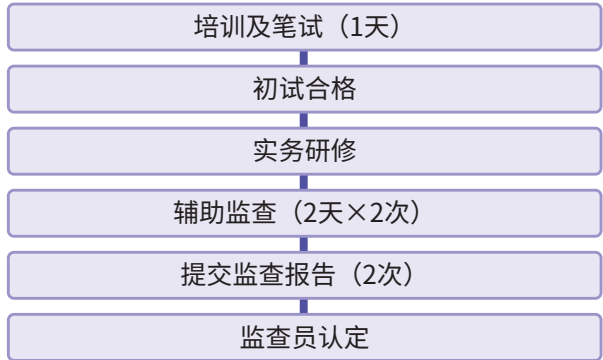 培训及笔试（1天）
初试合格
实务研修
辅助监查（2天×2次）
提交监查报告（2次）
监查员认定